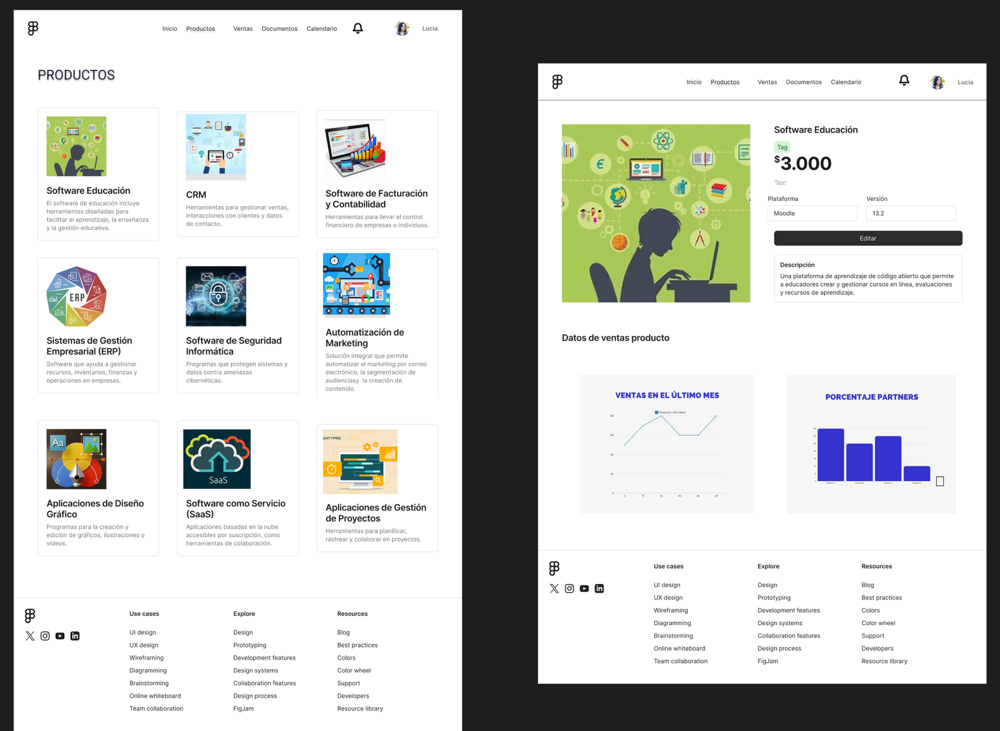 Inicio Productos Ventas Documentos Calendario Lucia
PRODUCTOS
Software Educación
El software de educación incluye
herramientas diseñadas para
facilitar el aprendizaje, la enseñanza
y la gestión educativa.
CRM
Herramientas para gestionar ventas,
interacciones con clientes y datos
de contacto.
Software de Facturación
y Contabilidad
Herramientas para llevar el control
financiero de empresas o individuos.
ERP
Sistemas de Gestión
Empresarial (ERP)
Software que ayuda a gestionar
recursos, inventarios, finanzas y
operaciones en empresas.
Software de Seguridad
Informática
Programas que protegen sistemas y
datos contra amenazas
cibernéticas.
Automatización de
Marketing
Solución integral que permite
automatizar el marketing por correo
electrónico, la segmentación de
audienciasy la creación de
contenido.
Aa
Aplicaciones de Diseño
Gráfico
Programas para la creación y
edición de gráficos, ilustraciones o
videos.
SaaS
Software como Servicio
(SaaS)
Aplicaciones basadas en la nube
accesibles por suscripción, como
herramientas de colaboración.
ANTTPRO
Aplicaciones de Gestión
de Proyectos
Herramientas para planificar,
rastrear y colaborar en proyectos.
Use cases
UI design
UX design
Wireframing
Diagramming
Brainstorming
Online whiteboard
Team collaboration
Explore
Design
Prototyping
Development features
Design systems
Collaboration features
Design process
FigJam
Resources
Blog
Best practices
Colors
Color wheel
Support
Developers
Resource library
Inicio Productos Ventas Documentos Calendario Lucia
ABC
Software Educación
Tag
$3.000
Text
Plataforma
Moodle
Versión
13.2
Editar
Descripción
Una plataforma de aprendizaje de código abierto que permite
a educadores crear y gestionar cursos en línea, evaluaciones
y recursos de aprendizaje.
Datos de ventas producto
VENTAS EN EL ÚLTIMO MES
Producto 1 (En miles)
80
60
40
20
0
1 6 13 20 25 30
PORCENTAJE PARTNERS
Partner A Partner B Partner C Partner D
Use cases
UI design
UX design
Wireframing
Diagramming
Brainstorming
Online whiteboard
Team collaboration
Explore
Design
Prototyping
Development features
Design systems
Collaboration features
Design process
FigJam
Resources
Blog
Best practices
Colors
Color wheel
Support
Developers
Resource library